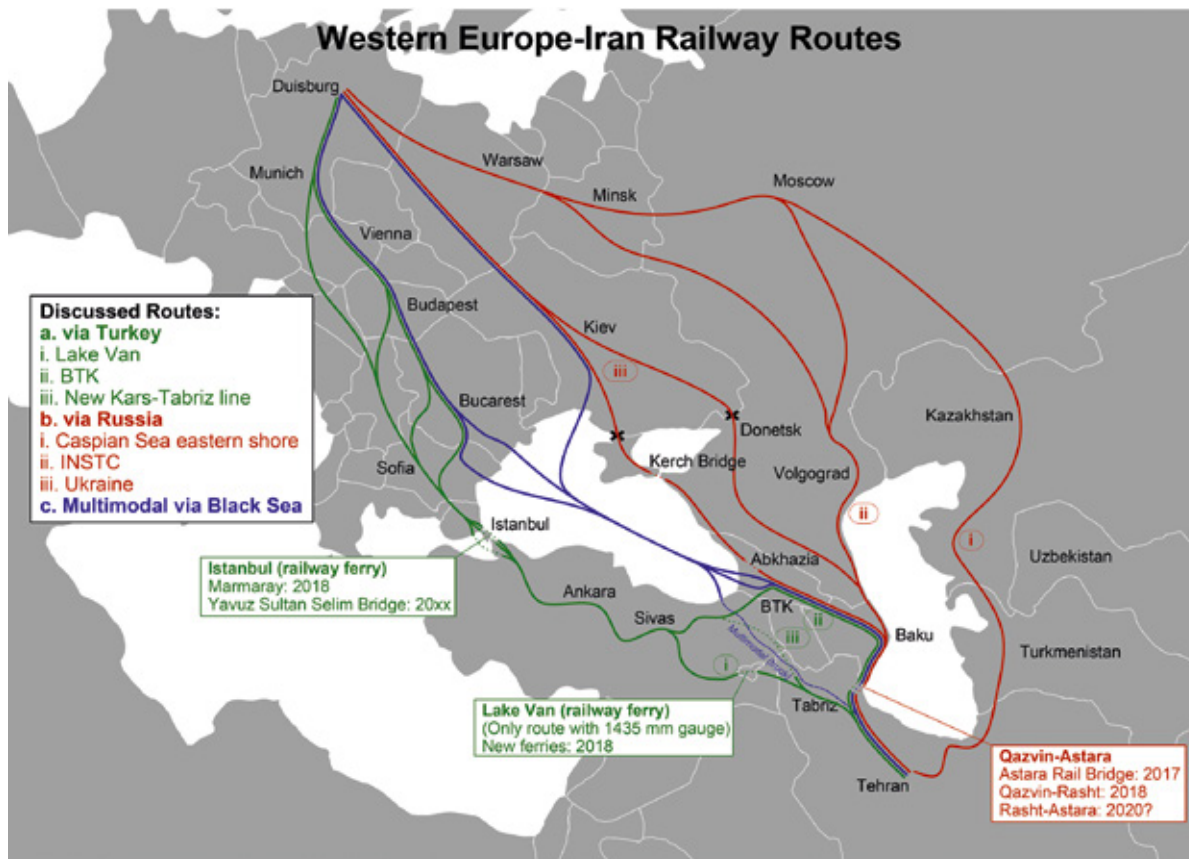 Western Europe-Iran Railway Routes
Duisburg
Warsaw
Munich
Minsk
Moscow
Vienna
Budapest
Kiev
Discussed Routes:
a. via Turkey
i. Lake Van
ii. BTK
iii. New Kars-Tabriz line
b. via Russia
i. Caspian Sea eastern shore
ii. INSTC
iii. Ukraine
c. Multimodal via Black Sea
iii
Bucarest
Donetsk
Kazakhstan
Sofia
Kerch Bridge
Volgograd
ii
i
Istanbul
Abkhazia
Uzbekistan
Istanbul (railway ferry)
Marmaray: 2018
Yavuz Sultan Selim Bridge: 20xx
Ankara
Sivas
BTK
ii
iii
i
Multimodal (truck)
Baku
Turkmenistan
Tabriz
Lake Van (railway ferry)
(Only route with 1435 mm gauge)
New ferries: 2018
Tehran
Qazvin-Astara
Astara Rail Bridge: 2017
Qazvin-Rasht: 2018
Rasht-Astara: 2020?